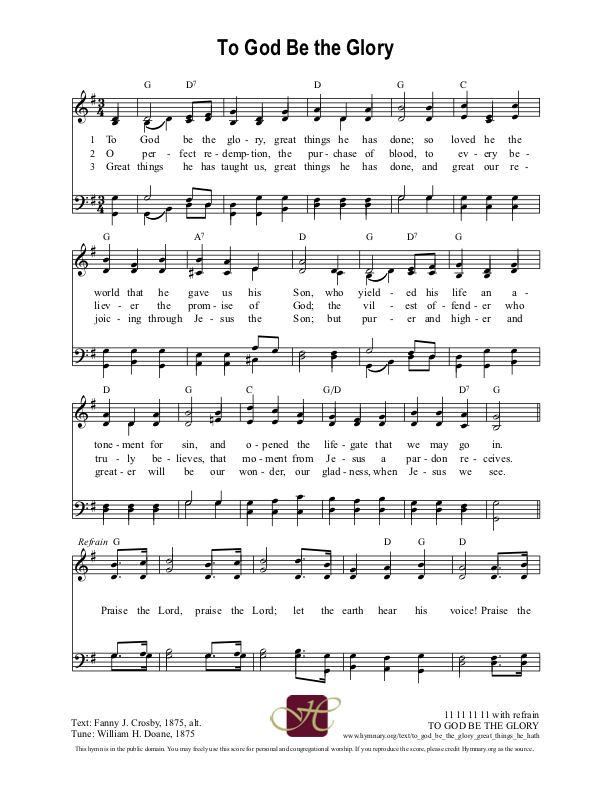 To God Be the Glory
G D7 D G C
1 To God be the glo - ry, great things he has done; so loved he the
2 O per - fect re - demp - tion, the pur - chase of blood, to ev - ery be -
3 Great things he has taught us, great things he has done, and great our re -
G A7 D G D7 G
world that he gave us his Son, who yield - ed his life an a -
liev - er the prom - ise of God; the vil - est of - fend - er who
joic - ing through Je - sus the Son; but pur - er and high - er and
D G C G/D D7 G
tone - ment for sin, and o - pened the life - gate that we may go in.
tru - ly be - lieves, that mo - ment from Je - sus a par - don re - ceives.
great - er will be our won - der, our glad - ness, when Je - sus we see.
Refrain G D G D
Praise the Lord, praise the Lord; let the earth hear his voice! Praise the
Text: Fanny J. Crosby, 1875, alt.
Tune: William H. Doane, 1875
H
11 11 11 11 with refrain
TO GOD BE THE GLORY
www.hymnary.org/text/to_god_be_the_glory_great_things_he_hath
This hymn is in the public domain. You may freely use this score for personal and congregational worship. If you reproduce the score, please credit Hymnary.org as the source.